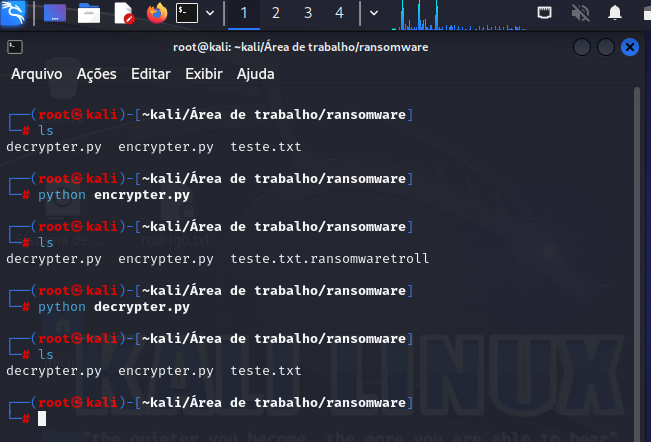 1 2 3 4
root@kali: ~kali/Área de trabalho/ransomware
Arquivo Ações Editar Exibir Ajuda
┌──(root㉿kali)-[~kali/Área de trabalho/ransomware]
└─# ls
decrypter.py encrypter.py teste.txt
┌──(root㉿kali)-[~kali/Área de trabalho/ransomware]
└─# python encrypter.py
┌──(root㉿kali)-[~kali/Área de trabalho/ransomware]
└─# ls
decrypter.py encrypter.py teste.txt.ransomwaretroll
┌──(root㉿kali)-[~kali/Área de trabalho/ransomware]
└─# python decrypter.py
┌──(root㉿kali)-[~kali/Área de trabalho/ransomware]
└─# ls
decrypter.py encrypter.py teste.txt
┌──(root㉿kali)-[~kali/Área de trabalho/ransomware]
└─#
KALI LINUX
"the quieter you become, the more you are able to hear"